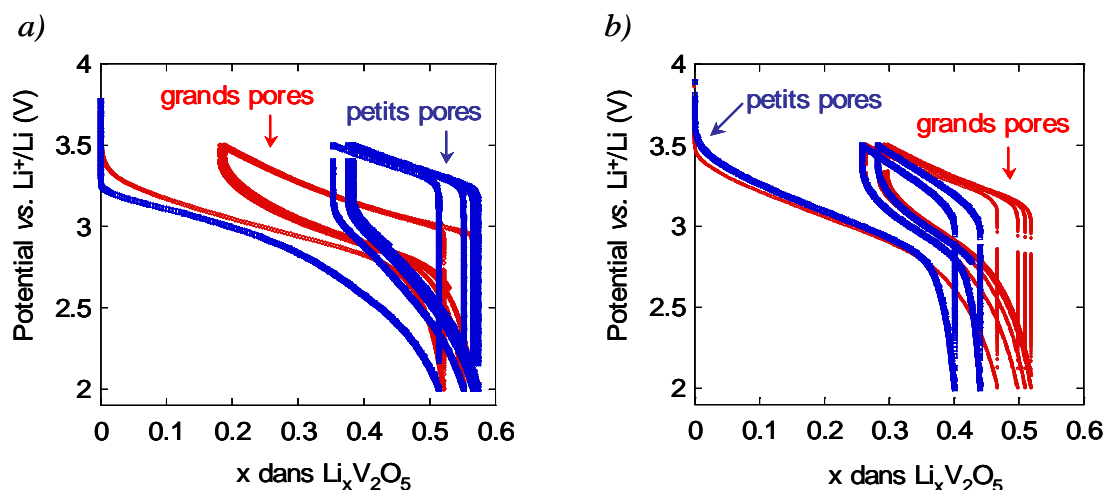 a)
b)
4
3.5
3
2.5
2
Potential vs. Li⁺/Li (V)
grands pores
petits pores
0
0.1
0.2
0.3
0.4
0.5
0.6
x dans LiₓV₂O₅
4
3.5
3
2.5
2
Potential vs. Li⁺/Li (V)
petits pores
grands pores
0
0.1
0.2
0.3
0.4
0.5
0.6
x dans LiₓV₂O₅